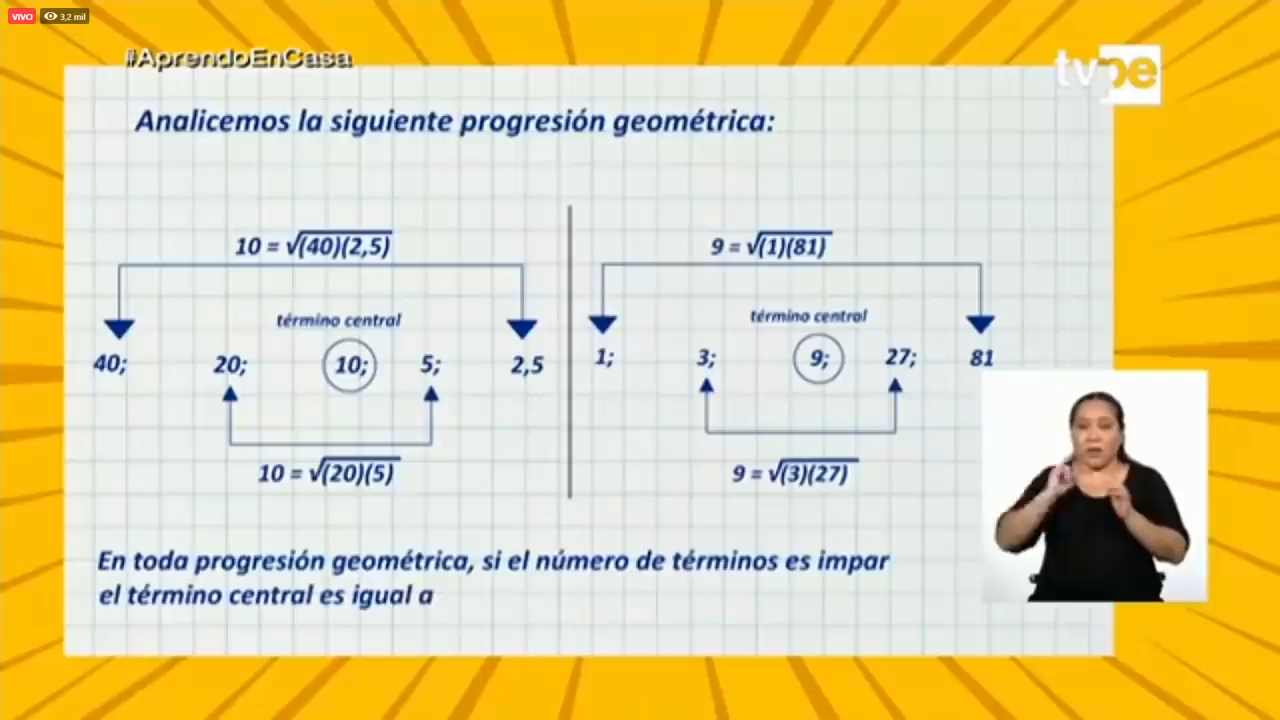 VIVO 3,2 mil
#AprendoEnCasa
tvpe
Analicemos la siguiente progresión geométrica:
10 = √(40)(2,5)
término central
40; 20; 10; 5; 2,5
10 = √(20)(5)
9 = √(1)(81)
término central
1; 3; 9; 27; 81
9 = √(3)(27)
En toda progresión geométrica, si el número de términos es impar
el término central es igual a